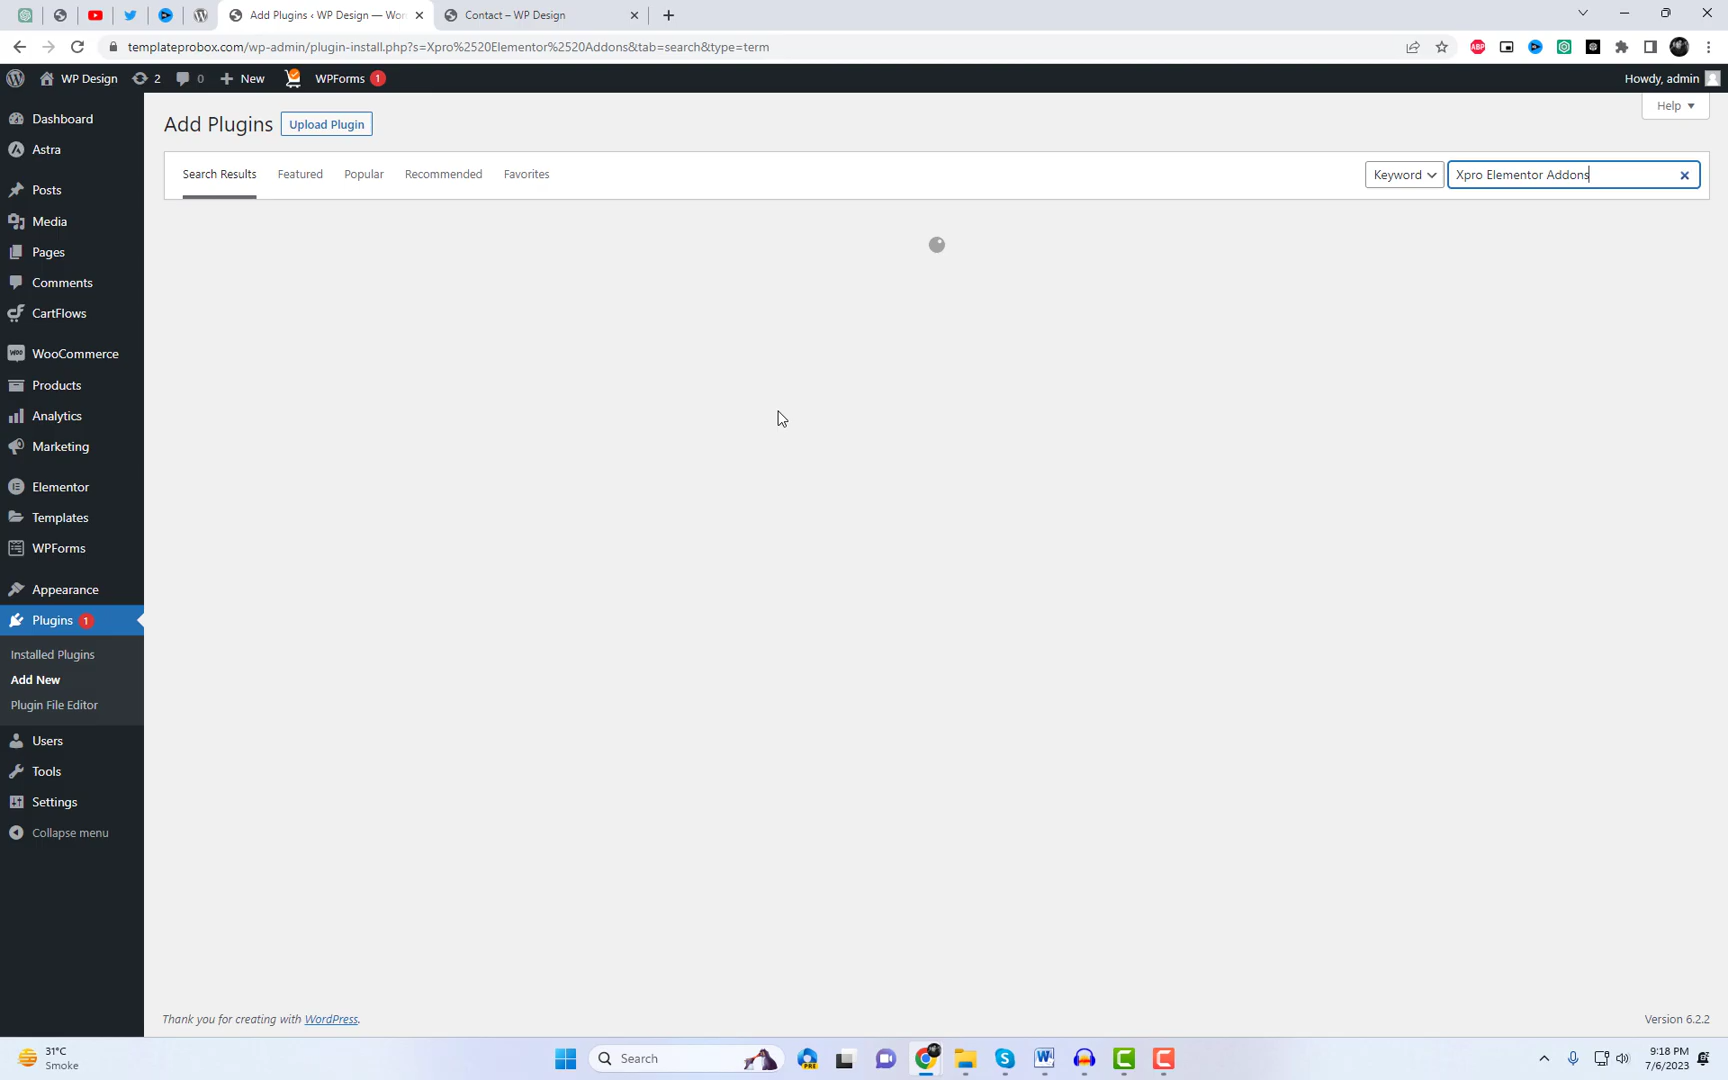 Add Plugins ‹ WP Design — Wor
Contact – WP Design
templateprobox.com/wp-admin/plugin-install.php?s=Xpro%2520Elementor%2520Addons&tab=search&type=term
WP Design
2
0
New
WPForms 1
Howdy, admin
Help
Dashboard
Astra
Posts
Media
Pages
Comments
CartFlows
WooCommerce
Products
Analytics
Marketing
Elementor
Templates
WPForms
Appearance
Plugins 1
Installed Plugins
Add New
Plugin File Editor
Users
Tools
Settings
Collapse menu
Add Plugins
Upload Plugin
Search Results
Featured
Popular
Recommended
Favorites
Keyword
Xpro Elementor Addons
Thank you for creating with WordPress.
Version 6.2.2
31°C
Smoke
Search
PRE
9:18 PM
7/6/2023